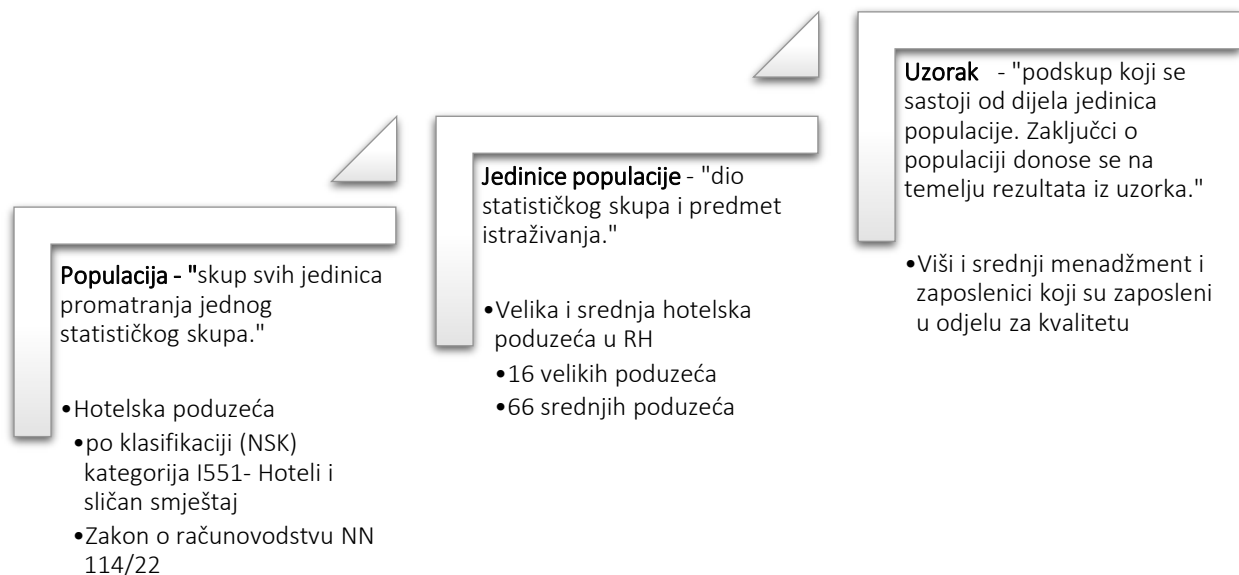 Populacija - "skup svih jedinica
promatranja jednog
statističkog skupa."
•Hotelska poduzeća
•po klasifikaciji (NSK)
kategorija I551- Hoteli i
sličan smještaj
•Zakon o računovodstvu NN
114/22
Jedinice populacije - "dio
statističkog skupa i predmet
istraživanja."
•Velika i srednja hotelska
poduzeća u RH
•16 velikih poduzeća
•66 srednjih poduzeća
Uzorak - "podskup koji se
sastoji od dijela jedinica
populacije. Zaključci o
populaciji donose se na
temelju rezultata iz uzorka."
•Viši i srednji menadžment i
zaposlenici koji su zaposleni
u odjelu za kvalitetu